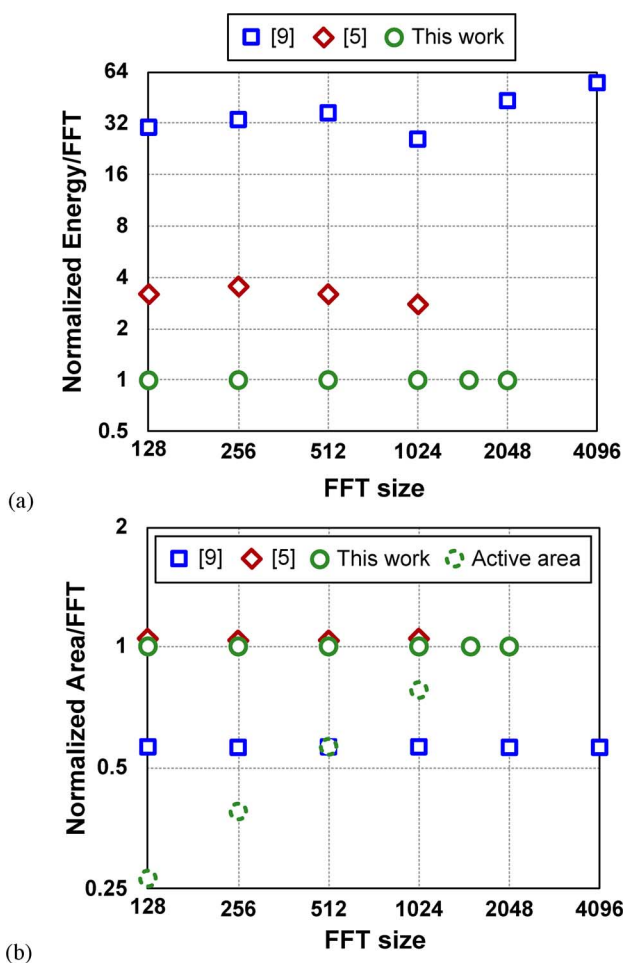 [9] [5] This work
64
32
16
8
4
2
1
0.5
Normalized Energy/FFT
128 256 512 1024 2048 4096
FFT size
(a)
2
1
0.5
0.25
Normalized Area/FFT
[9] [5] This work Active area
128 256 512 1024 2048 4096
FFT size
(b)